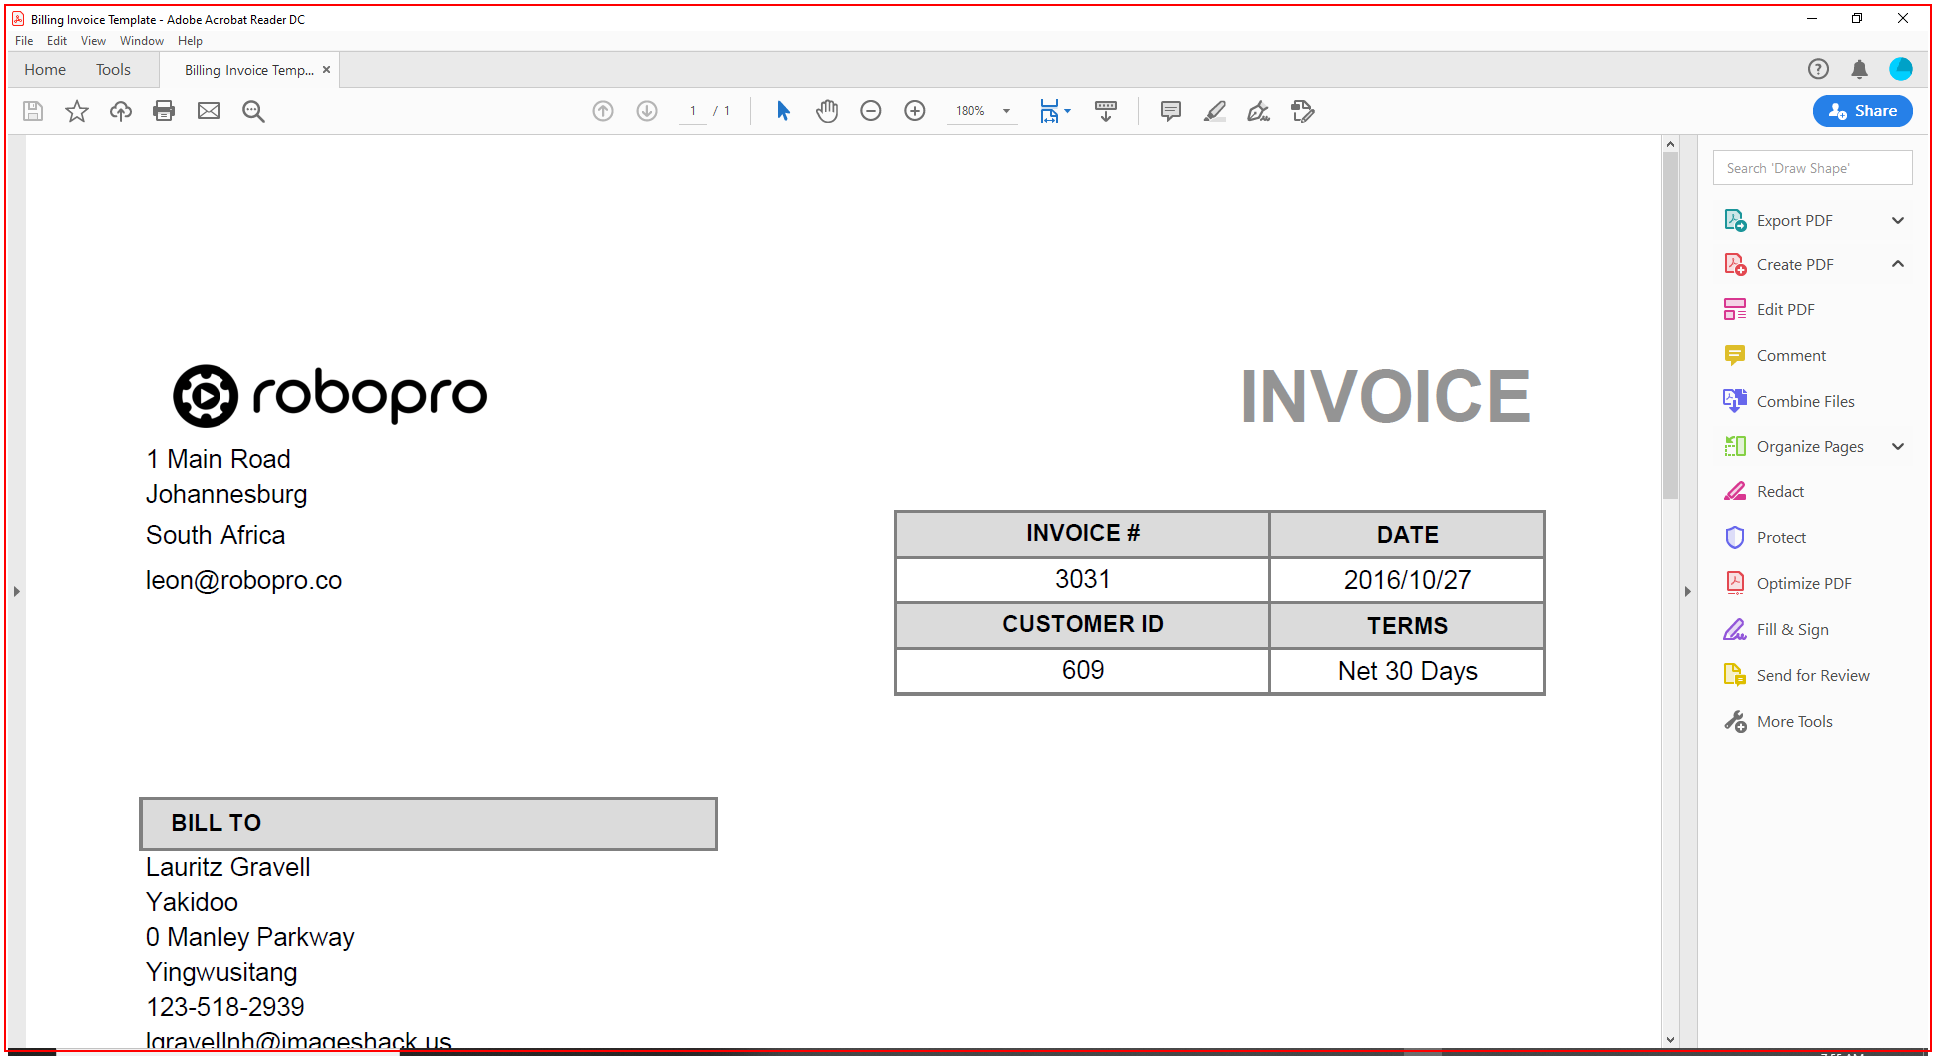 Billing Invoice Template - Adobe Acrobat Reader DC
File Edit View Window Help
Home Tools Billing Invoice Temp...
1 / 1 180% Share
Search 'Draw Shape'
Export PDF
Create PDF
Edit PDF
Comment
Combine Files
Organize Pages
Redact
Protect
Optimize PDF
Fill & Sign
Send for Review
More Tools
robopro
INVOICE
1 Main Road
Johannesburg
South Africa
leon@robopro.co
INVOICE # DATE
3031 2016/10/27
CUSTOMER ID TERMS
609 Net 30 Days
BILL TO
Lauritz Gravell
Yakidoo
0 Manley Parkway
Yingwusitang
123-518-2939
lgravellnh@imageshack.us